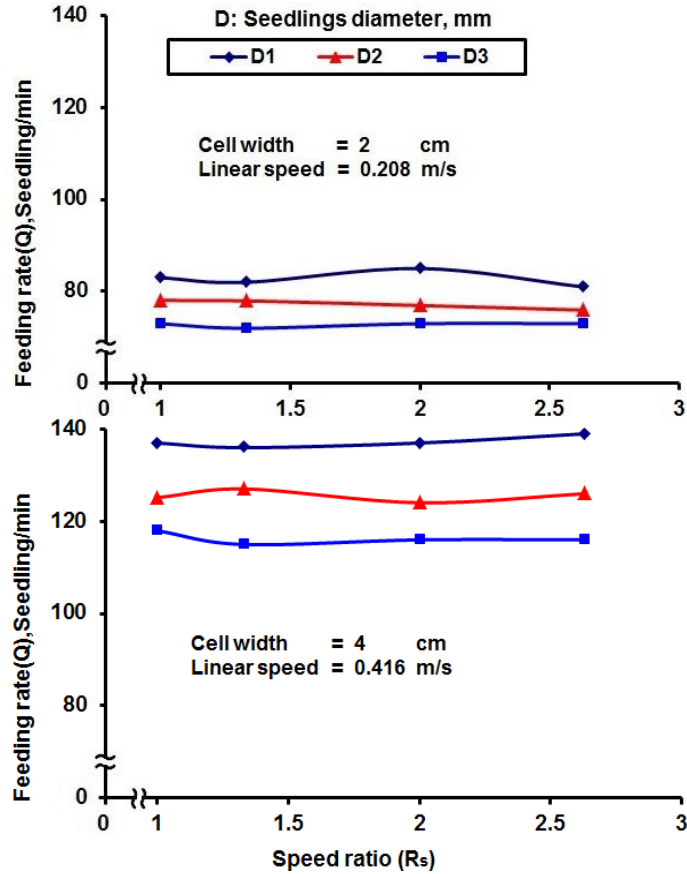 D: Seedlings diameter, mm
D1 D2 D3
Cell width = 2 cm
Linear speed = 0.208 m/s
Feeding rate(Q),Seedling/min
140
120
100
80
0
0 1 1.5 2 2.5 3
140
120
100
80
0
Feeding rate(Q),Seedling/min
Cell width = 4 cm
Linear speed = 0.416 m/s
0 1 1.5 2 2.5 3
Speed ratio (Rs)